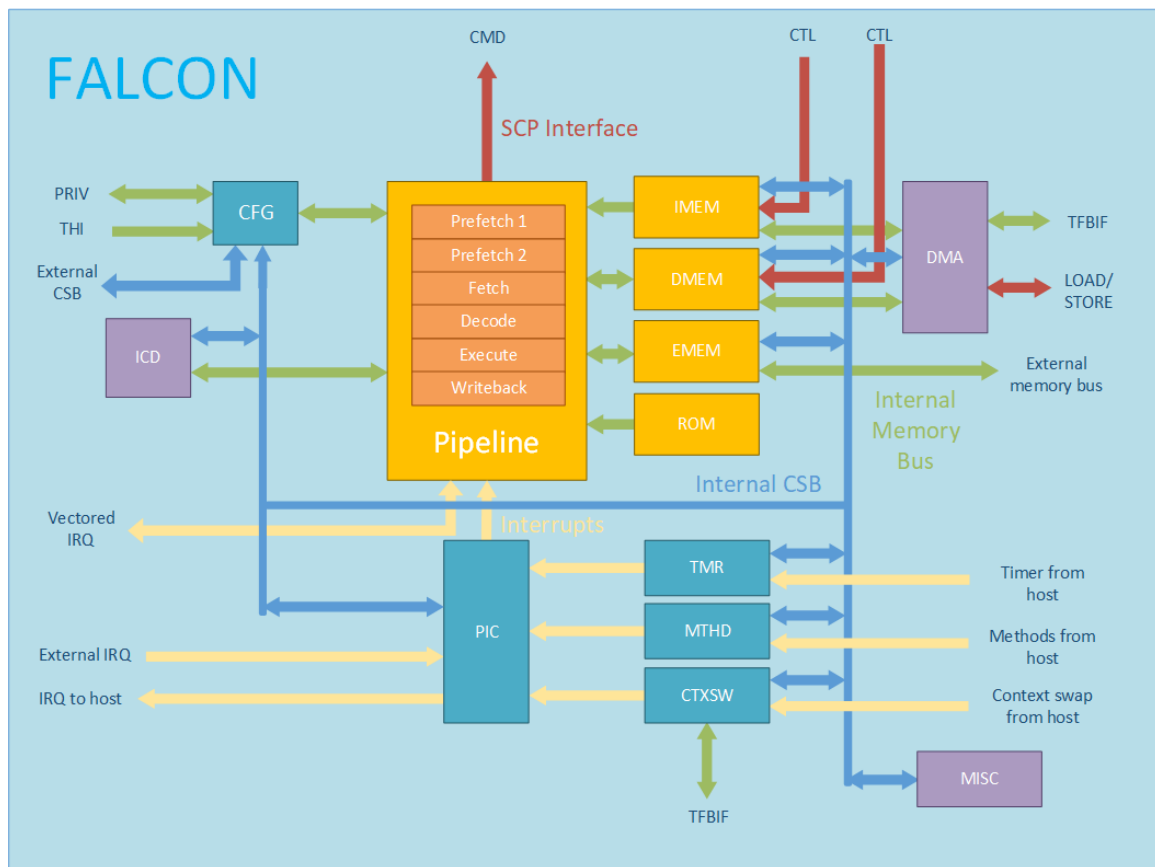 FALCON
CMD
CTL
CTL
SCP Interface
PRIV
THI
External
CSB
CFG
ICD
Prefetch 1
Prefetch 2
Fetch
Decode
Execute
Writeback
Pipeline
IMEM
DMEM
EMEM
ROM
DMA
TFBIF
LOAD/
STORE
External
memory bus
Internal
Memory
Bus
Internal CSB
Vectored
IRQ
Interrupts
External IRQ
IRQ to host
PIC
TMR
MTHD
CTXSW
Timer from
host
Methods from
host
Context swap
from host
MISC
TFBIF